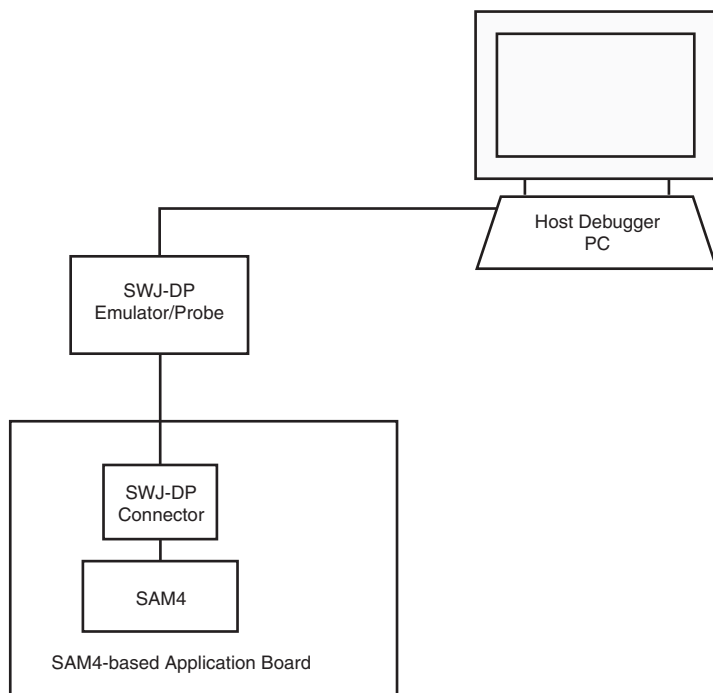 Host Debugger
PC
SWJ-DP
Emulator/Probe
SWJ-DP
Connector
SAM4
SAM4-based Application Board